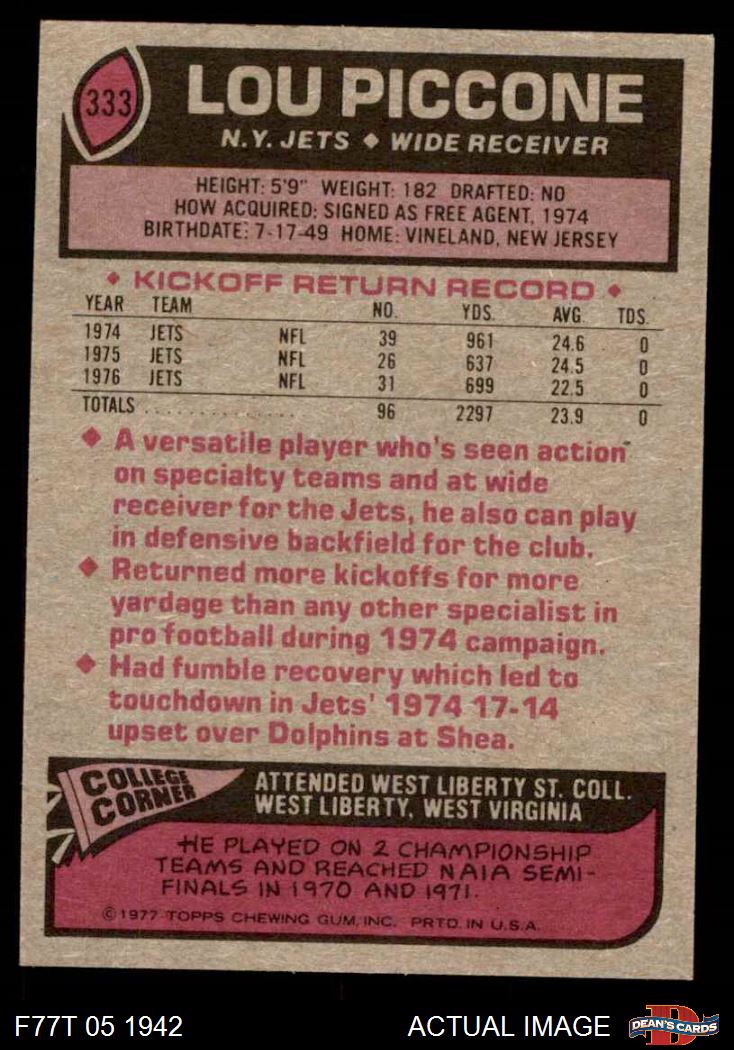 333
LOU PICCONE
N.Y. JETS ♦ WIDE RECEIVER
HEIGHT: 5'9" WEIGHT: 182 DRAFTED: NO
HOW ACQUIRED: SIGNED AS FREE AGENT, 1974
BIRTHDATE: 7-17-49 HOME: VINELAND, NEW JERSEY
♦ KICKOFF RETURN RECORD ♦
YEAR TEAM NO. YDS. AVG. TDS.
1974 JETS NFL 39 961 24.6 0
1975 JETS NFL 26 637 24.5 0
1976 JETS NFL 31 699 22.5 0
TOTALS .............. 96 2297 23.9 0
♦ A versatile player who's seen action
on specialty teams and at wide
receiver for the Jets, he also can play
in defensive backfield for the club.
♦ Returned more kickoffs for more
yardage than any other specialist in
pro football during 1974 campaign.
♦ Had fumble recovery which led to
touchdown in Jets' 1974 17-14
upset over Dolphins at Shea.
COLLEGE
CORNER
ATTENDED WEST LIBERTY ST. COLL.
WEST LIBERTY, WEST VIRGINIA
HE PLAYED ON 2 CHAMPIONSHIP
TEAMS AND REACHED NAIA SEMI-
FINALS IN 1970 AND 1971.
©1977 TOPPS CHEWING GUM, INC. PRTD. IN U.S.A.
F77T 05 1942
ACTUAL IMAGE
D
DEAN'S CARDS